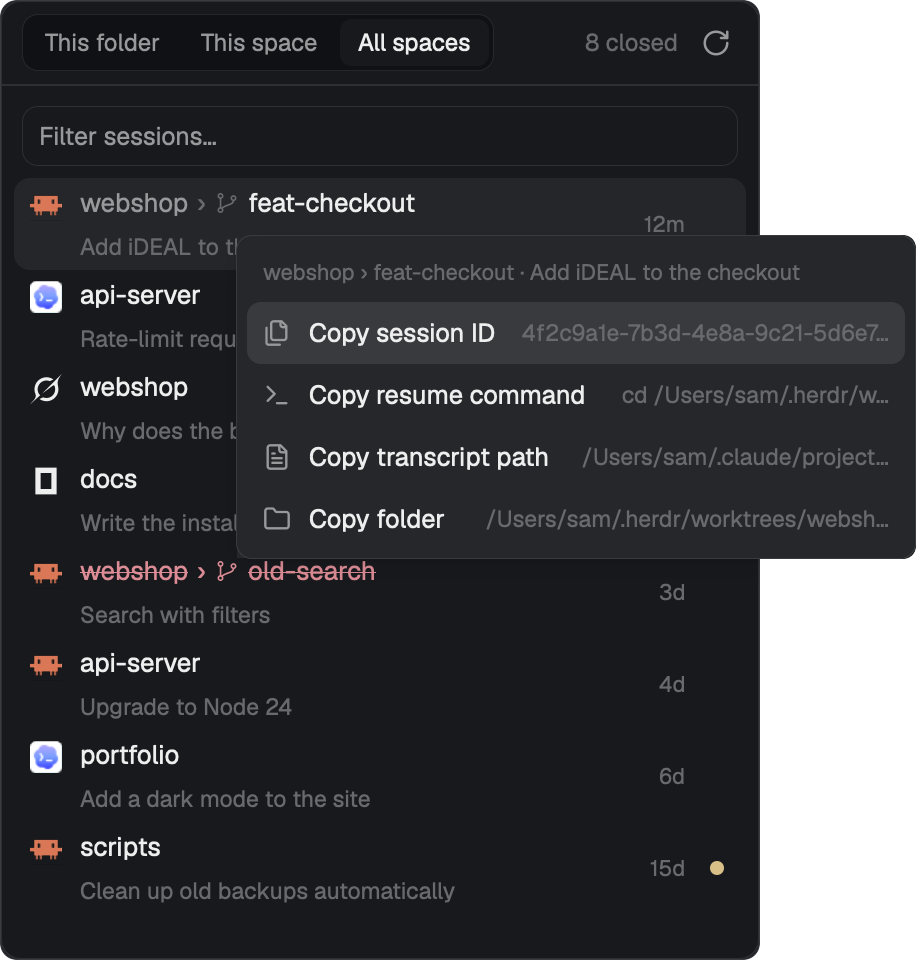 This folder This space All spaces 8 closed
Filter sessions…
webshop › feat-checkout
12m
Add iDEAL to t
webshop › feat-checkout · Add iDEAL to the checkout
Copy session ID 4f2c9a1e-7b3d-4e8a-9c21-5d6e7…
Copy resume command cd /Users/sam/.herdr/w…
Copy transcript path /Users/sam/.claude/project…
Copy folder /Users/sam/.herdr/worktrees/websh…
api-server
Rate-limit requ
webshop
Why does the b
docs
Write the instal
webshop › old-search
3d
Search with filters
api-server
4d
Upgrade to Node 24
portfolio
6d
Add a dark mode to the site
scripts
15d
Clean up old backups automatically